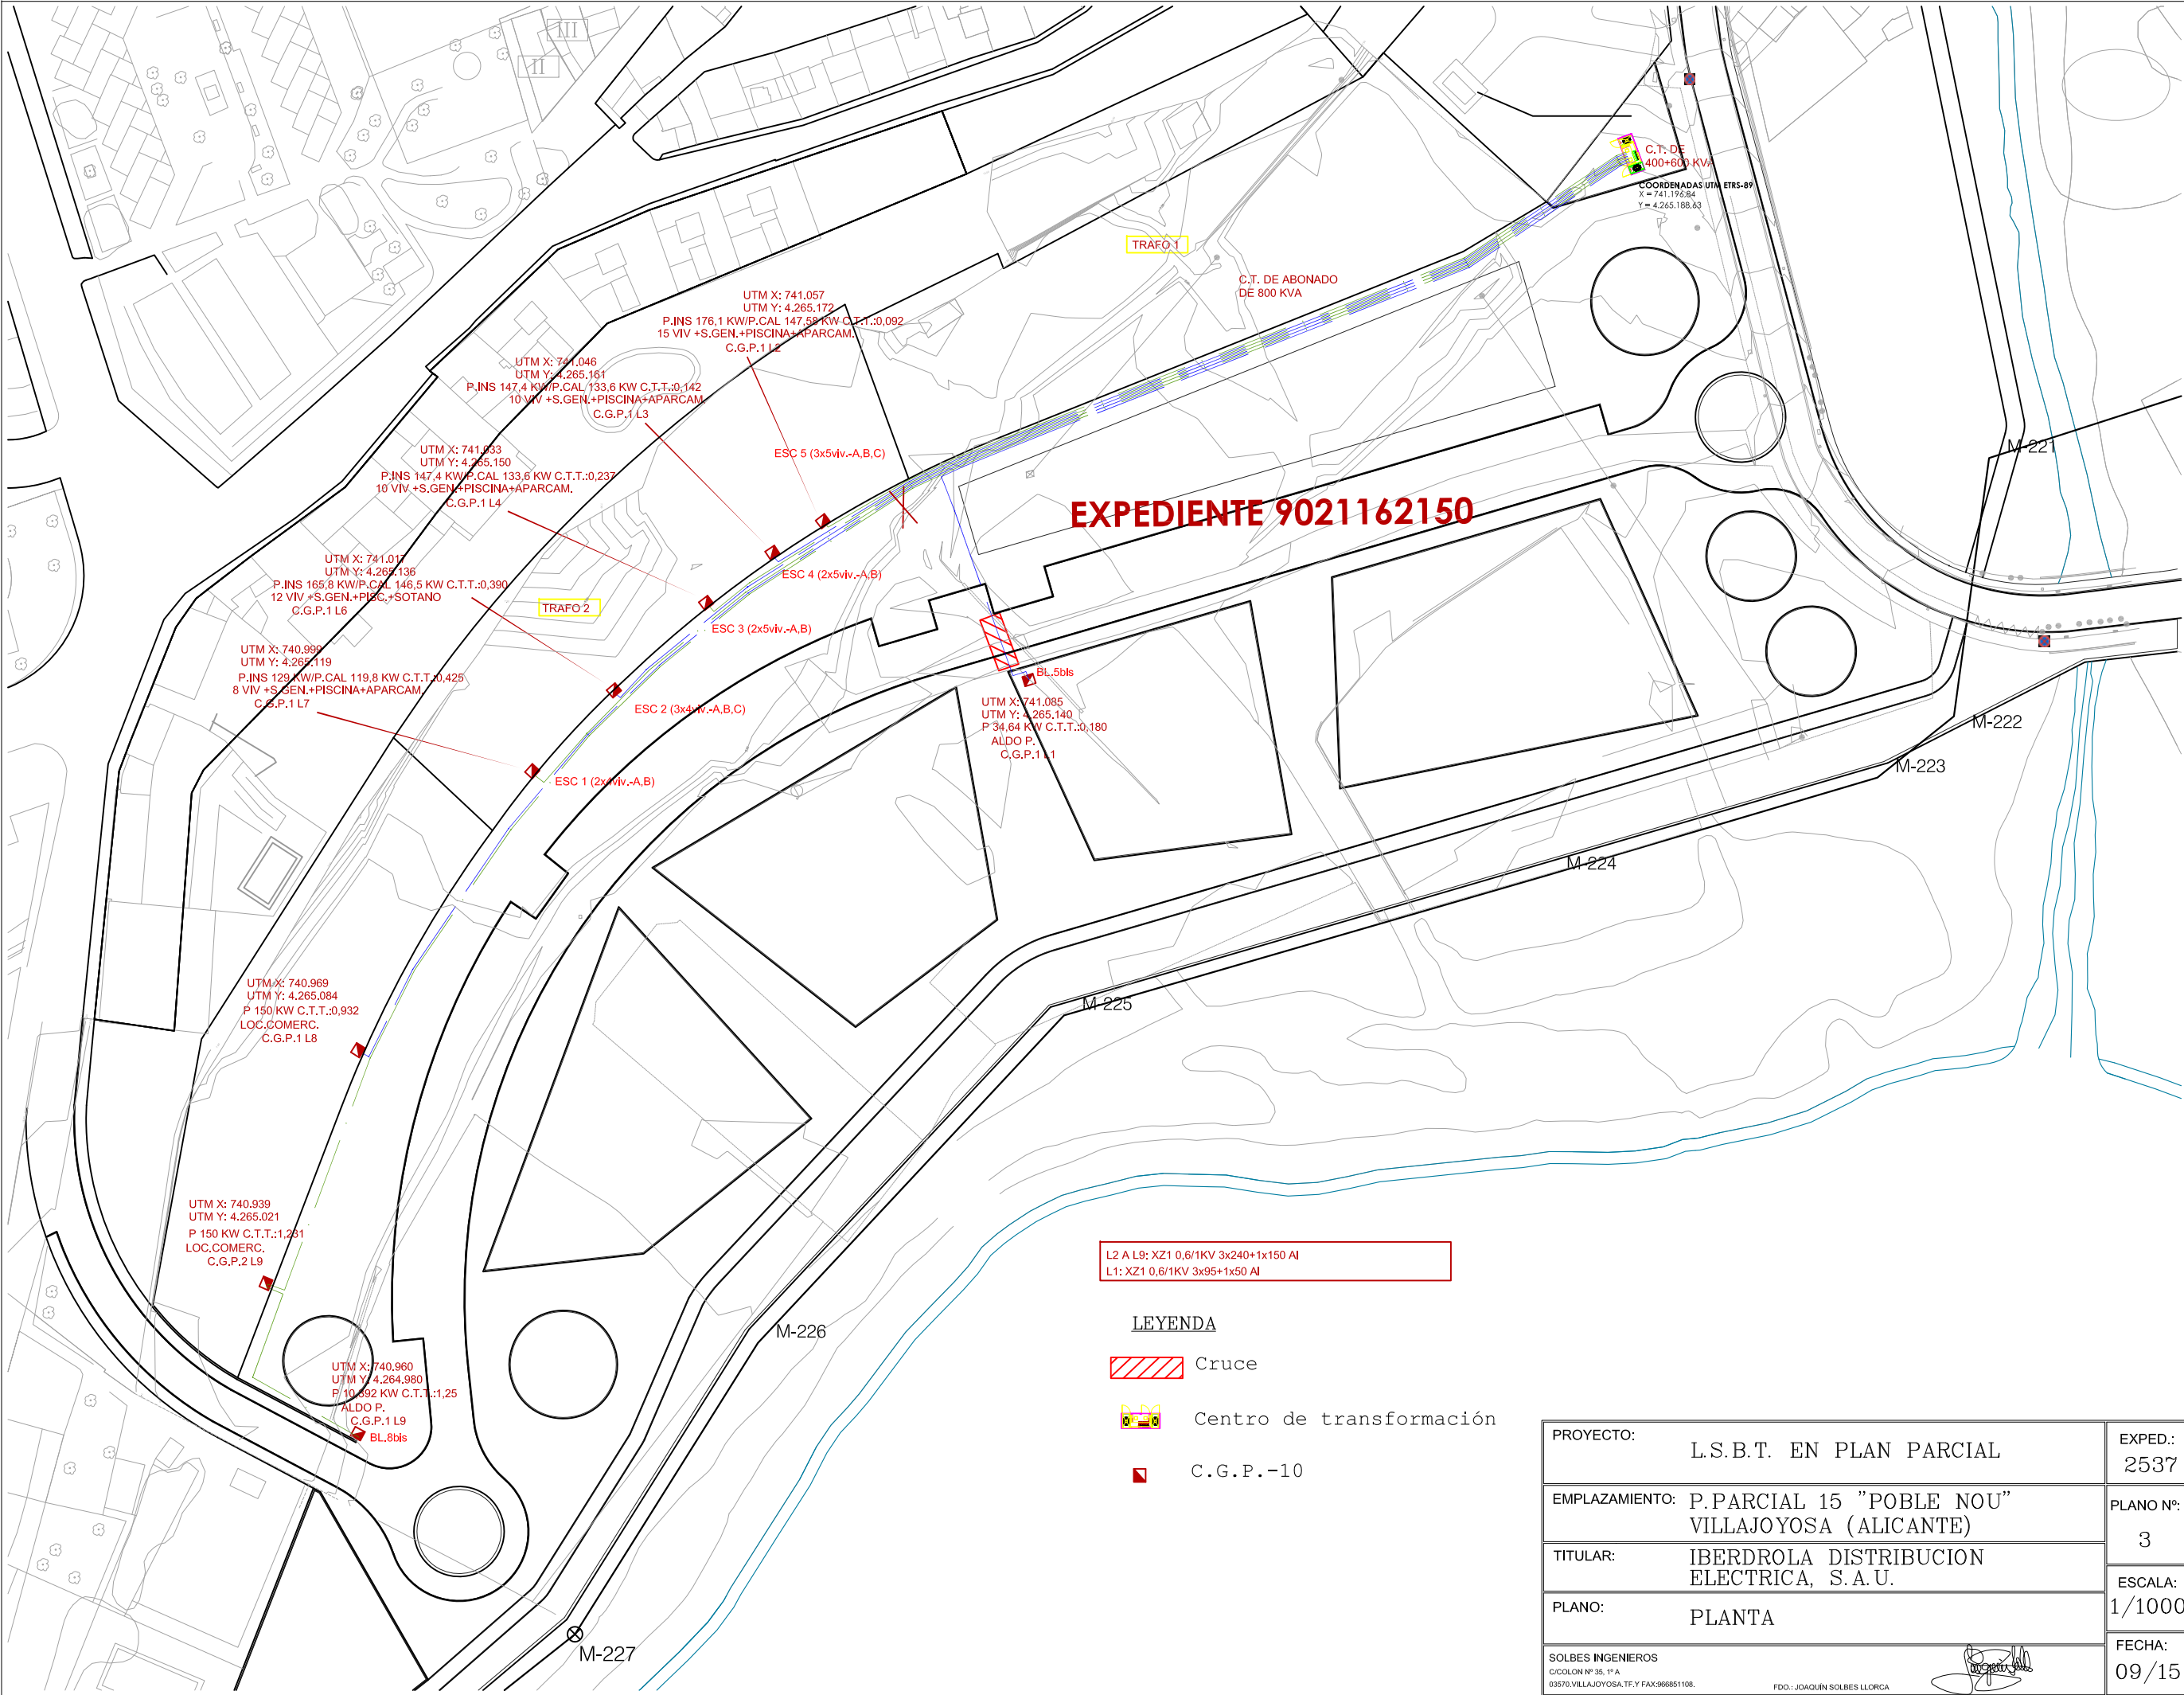 III
II
C.T. DE
400+600 KVA
COORDENADAS UTM ETRS-89
X = 741.196,84
Y = 4.265.188,63
TRAFO 1
C.T. DE ABONADO
DE 800 KVA
UTM X: 741.057
UTM Y: 4.265.172
P.INS 176,1 KW/P.CAL 147,58 KW C.T.T.:0,092
15 VIV +S.GEN.+PISCINA+APARCAM.
C.G.P.1 L2
UTM X: 741.046
UTM Y: 4.265.161
P.INS 147,4 KW/P.CAL 133,6 KW C.T.T.:0,142
10 VIV +S.GEN.+PISCINA+APARCAM.
C.G.P.1 L3
UTM X: 741.033
UTM Y: 4.265.150
P.INS 147,4 KW/P.CAL 133,6 KW C.T.T.:0,237
10 VIV +S.GEN.+PISCINA+APARCAM.
C.G.P.1 L4
ESC 5 (3x5viv.-A,B,C)
EXPEDIENTE 9021162150
M-221
UTM X: 741.017
UTM Y: 4.265.136
P.INS 165,8 KW/P.CAL 146,5 KW C.T.T.:0,390
12 VIV +S.GEN.+PISC.+SOTANO
C.G.P.1 L6
TRAFO 2
ESC 4 (2x5viv.-A,B)
ESC 3 (2x5viv.-A,B)
UTM X: 740.999
UTM Y: 4.265.119
P.INS 129 KW/P.CAL 119,8 KW C.T.T.:0,425
8 VIV +S.GEN.+PISCINA+APARCAM.
C.G.P.1 L7
ESC 2 (3x4viv.-A,B,C)
ESC 1 (2x4viv.-A,B)
BL.5bis
UTM X: 741.085
UTM Y: 4.265.140
P 34,64 KW C.T.T.:0,180
ALDO P.
C.G.P.1 L1
M-222
M-223
M-224
M-225
UTM X: 740.969
UTM Y: 4.265.084
P 150 KW C.T.T.:0,932
LOC.COMERC.
C.G.P.1 L8
UTM X: 740.939
UTM Y: 4.265.021
P 150 KW C.T.T.:1,231
LOC.COMERC.
C.G.P.2 L9
M-226
UTM X: 740.960
UTM Y: 4.264.980
P 10,392 KW C.T.T.:1,25
ALDO P.
C.G.P.1 L9
BL.8bis
M-227
L2 A L9: XZ1 0,6/1KV 3x240+1x150 Al
L1: XZ1 0,6/1KV 3x95+1x50 Al
LEYENDA
Cruce
Centro de transformación
C.G.P.-10
PROYECTO:
L.S.B.T. EN PLAN PARCIAL
EXPED.:
2537
EMPLAZAMIENTO:
P.PARCIAL 15 "POBLE NOU"
VILLAJOYOSA (ALICANTE)
PLANO Nº:
3
TITULAR:
IBERDROLA DISTRIBUCION
ELECTRICA, S.A.U.
ESCALA:
1/1000
PLANO:
PLANTA
FECHA:
09/15
SOLBES INGENIEROS
C/COLON Nº 35, 1º A
03570.VILLAJOYOSA.TF.Y FAX:966851108.
FDO.: JOAQUÍN SOLBES LLORCA